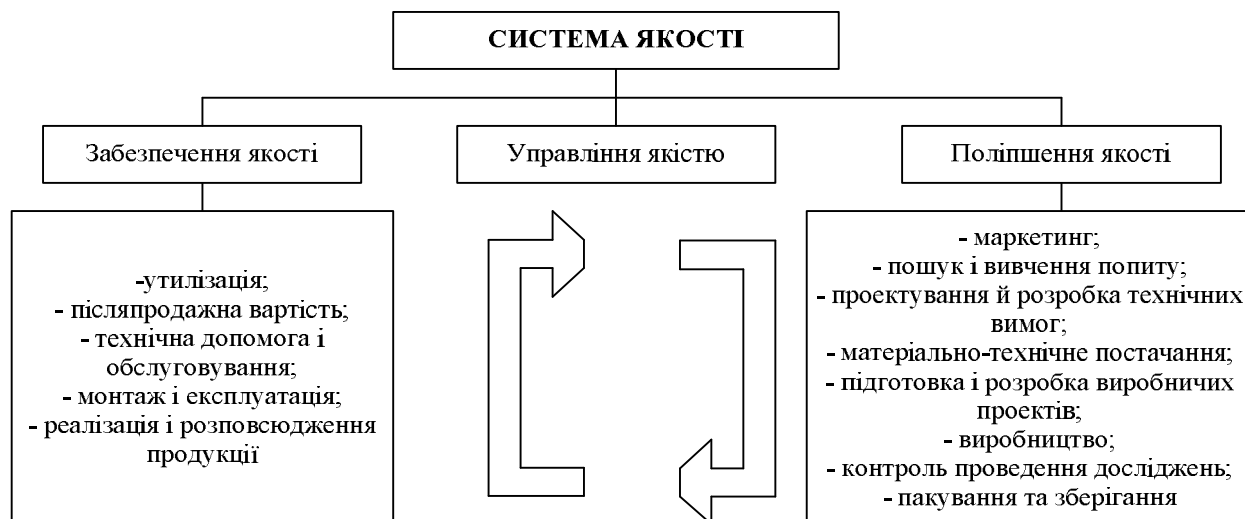 СИСТЕМА ЯКОСТІ
Забезпечення якості
Управління якістю
Поліпшення якості
-утилізація;
- післяпродажна вартість;
- технічна допомога і
обслуговування;
- монтаж і експлуатація;
- реалізація і розповсюдження
продукції
- маркетинг;
- пошук і вивчення попиту;
- проектування й розробка технічних
вимог;
- матеріально-технічне постачання;
- підготовка і розробка виробничих
проектів;
- виробництво;
- контроль проведення досліджень;
- пакування та зберігання